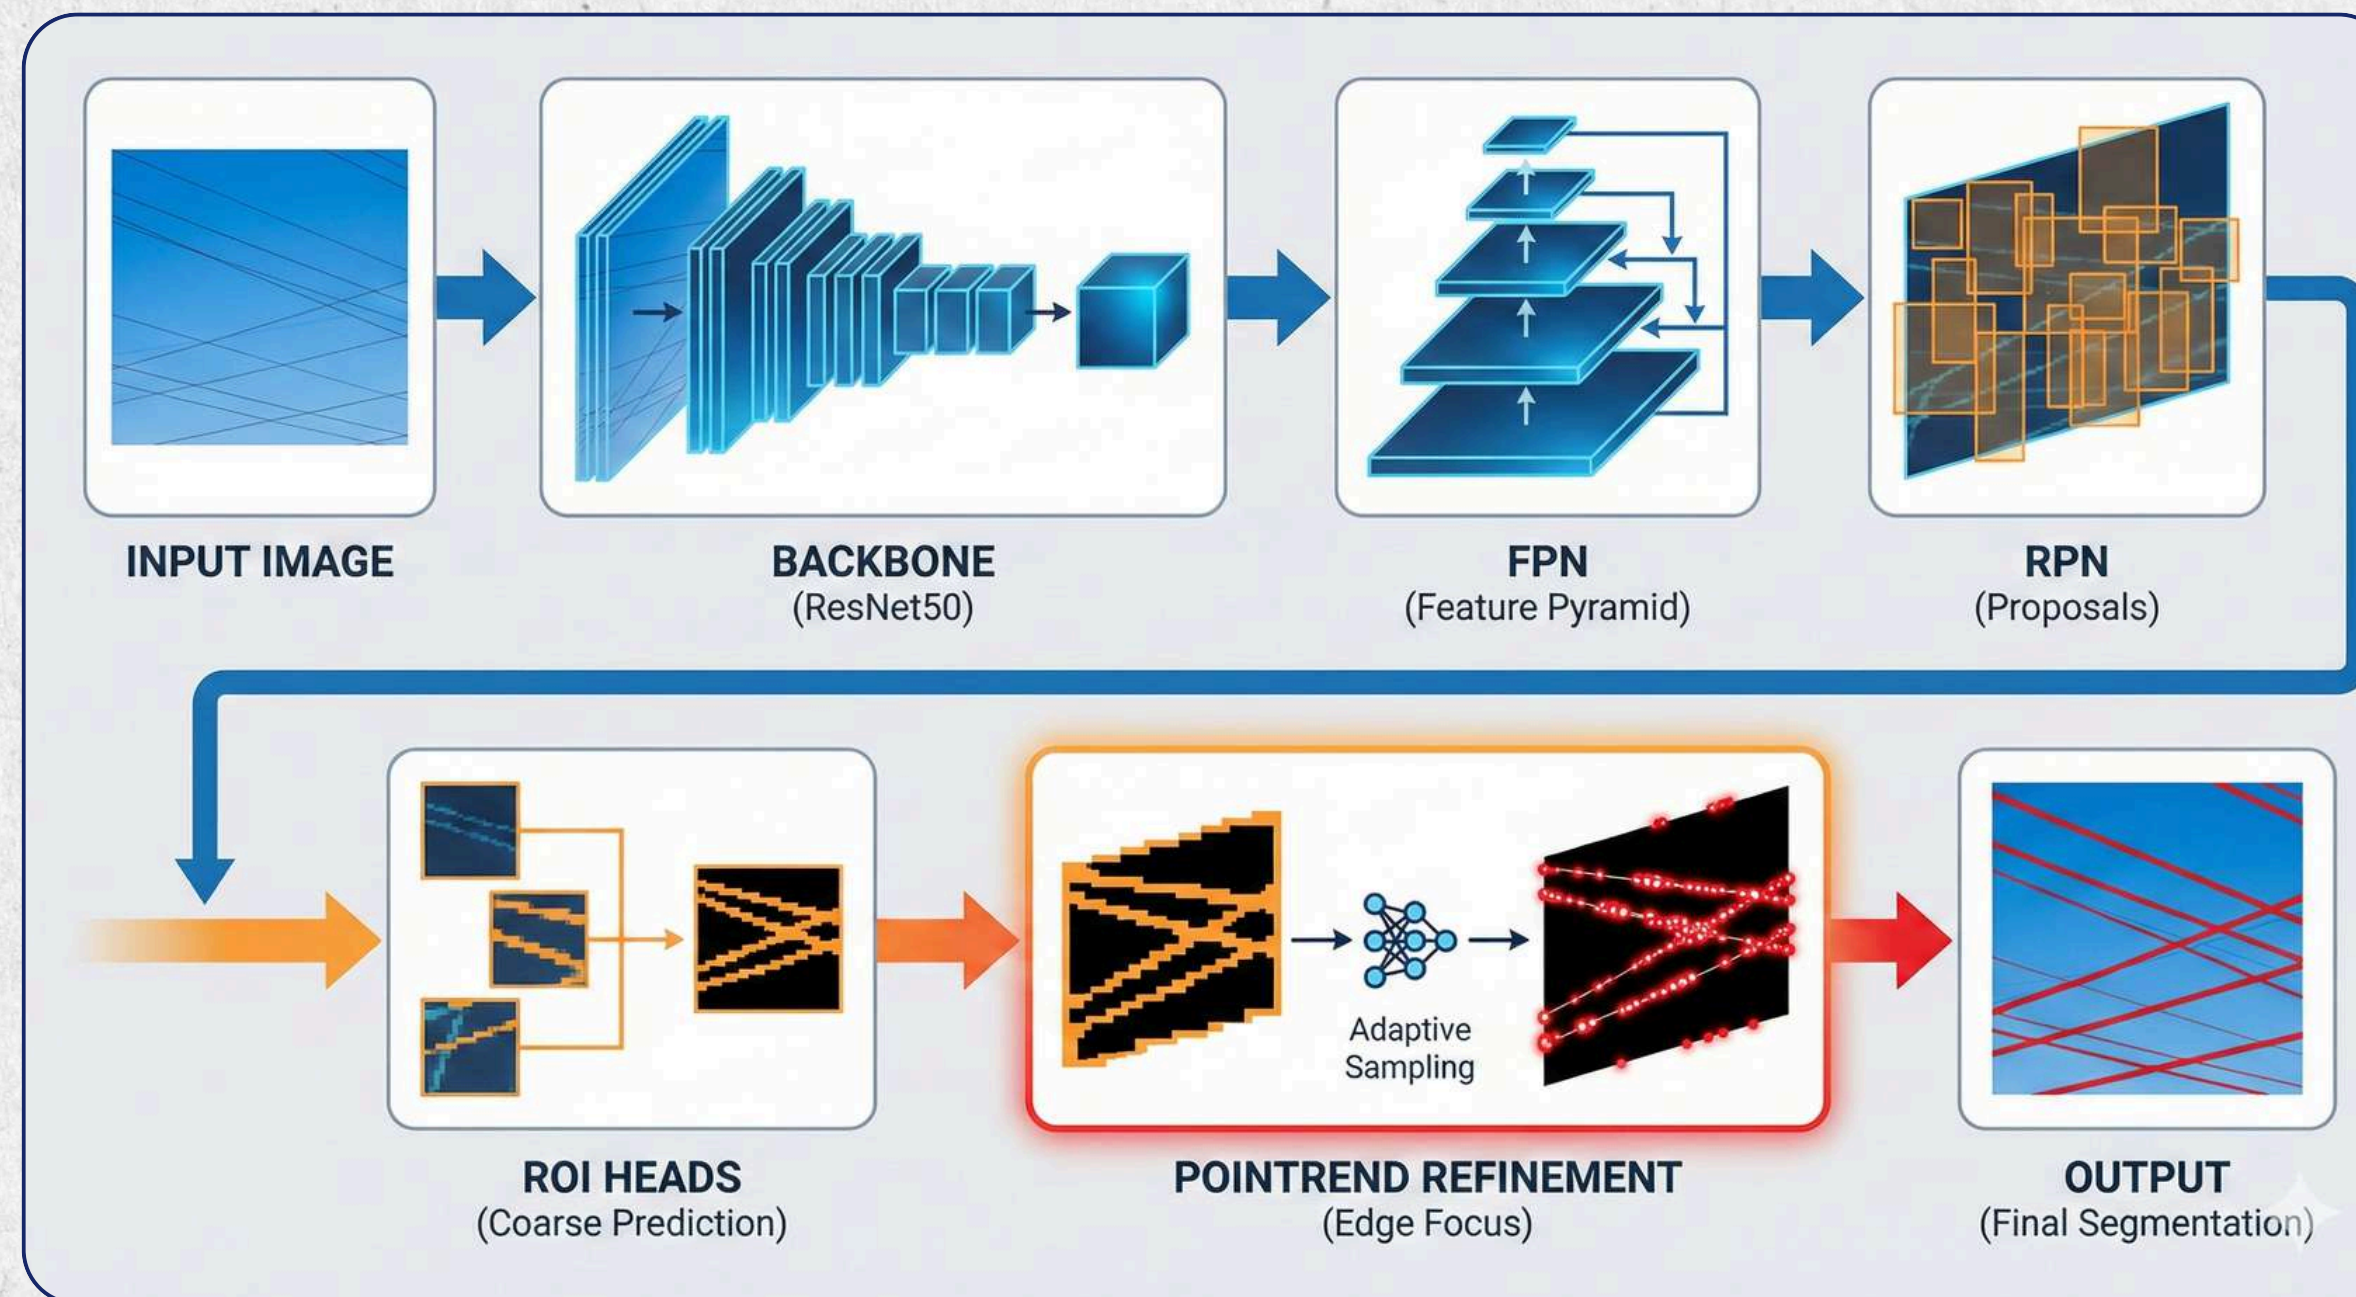 INPUT IMAGE
BACKBONE
(ResNet50)
FPN
(Feature Pyramid)
RPN
(Proposals)
Adaptive
Sampling
ROI HEADS
(Coarse Prediction)
POINTREND REFINEMENT
(Edge Focus)
OUTPUT
(Final Segmentation)